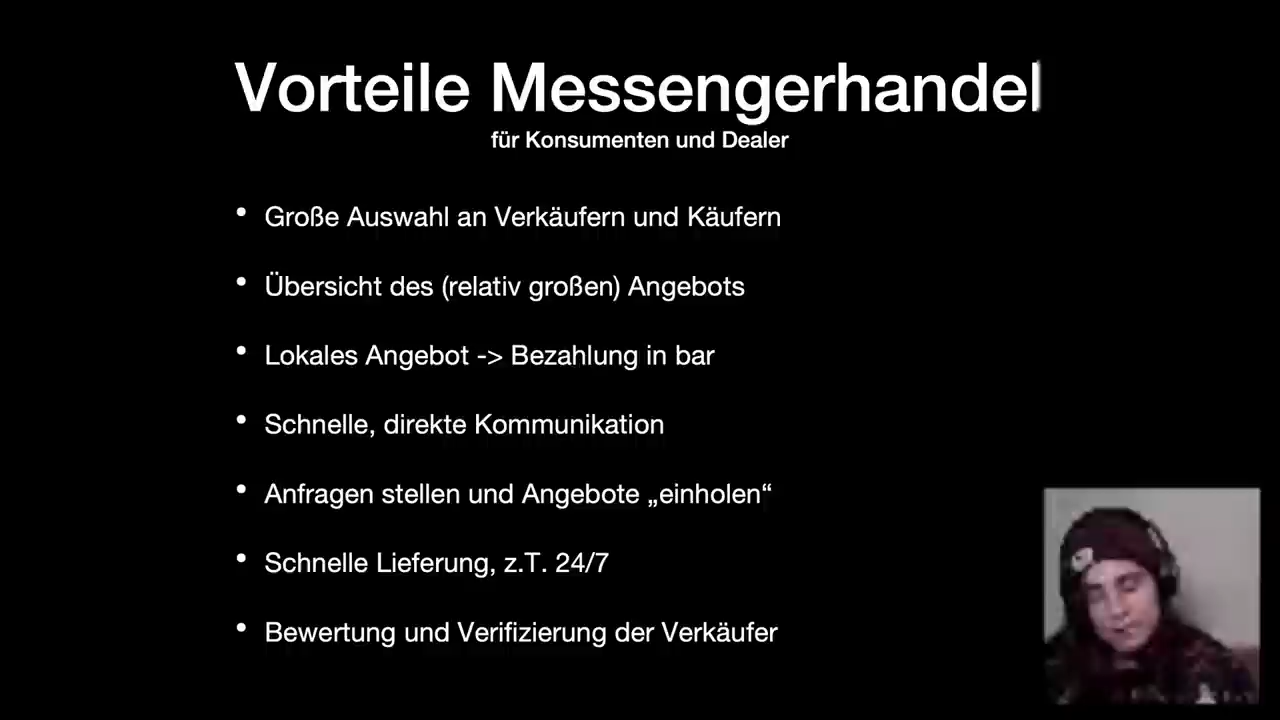 Vorteile Messengerhandel
für Konsumenten und Dealer
• Große Auswahl an Verkäufern und Käufern
• Übersicht des (relativ großen) Angebots
• Lokales Angebot -> Bezahlung in bar
• Schnelle, direkte Kommunikation
• Anfragen stellen und Angebote „einholen“
• Schnelle Lieferung, z.T. 24/7
• Bewertung und Verifizierung der Verkäufer